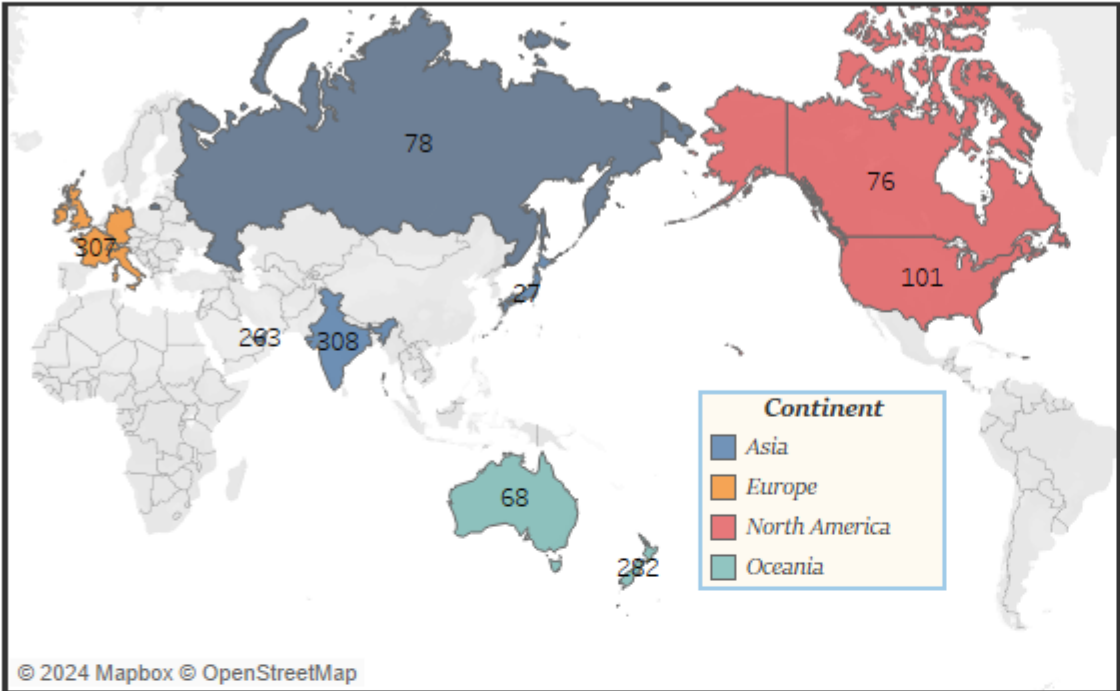 78
76
307
101
27
263
308
Continent
Asia
Europe
North America
Oceania
68
282
© 2024 Mapbox © OpenStreetMap